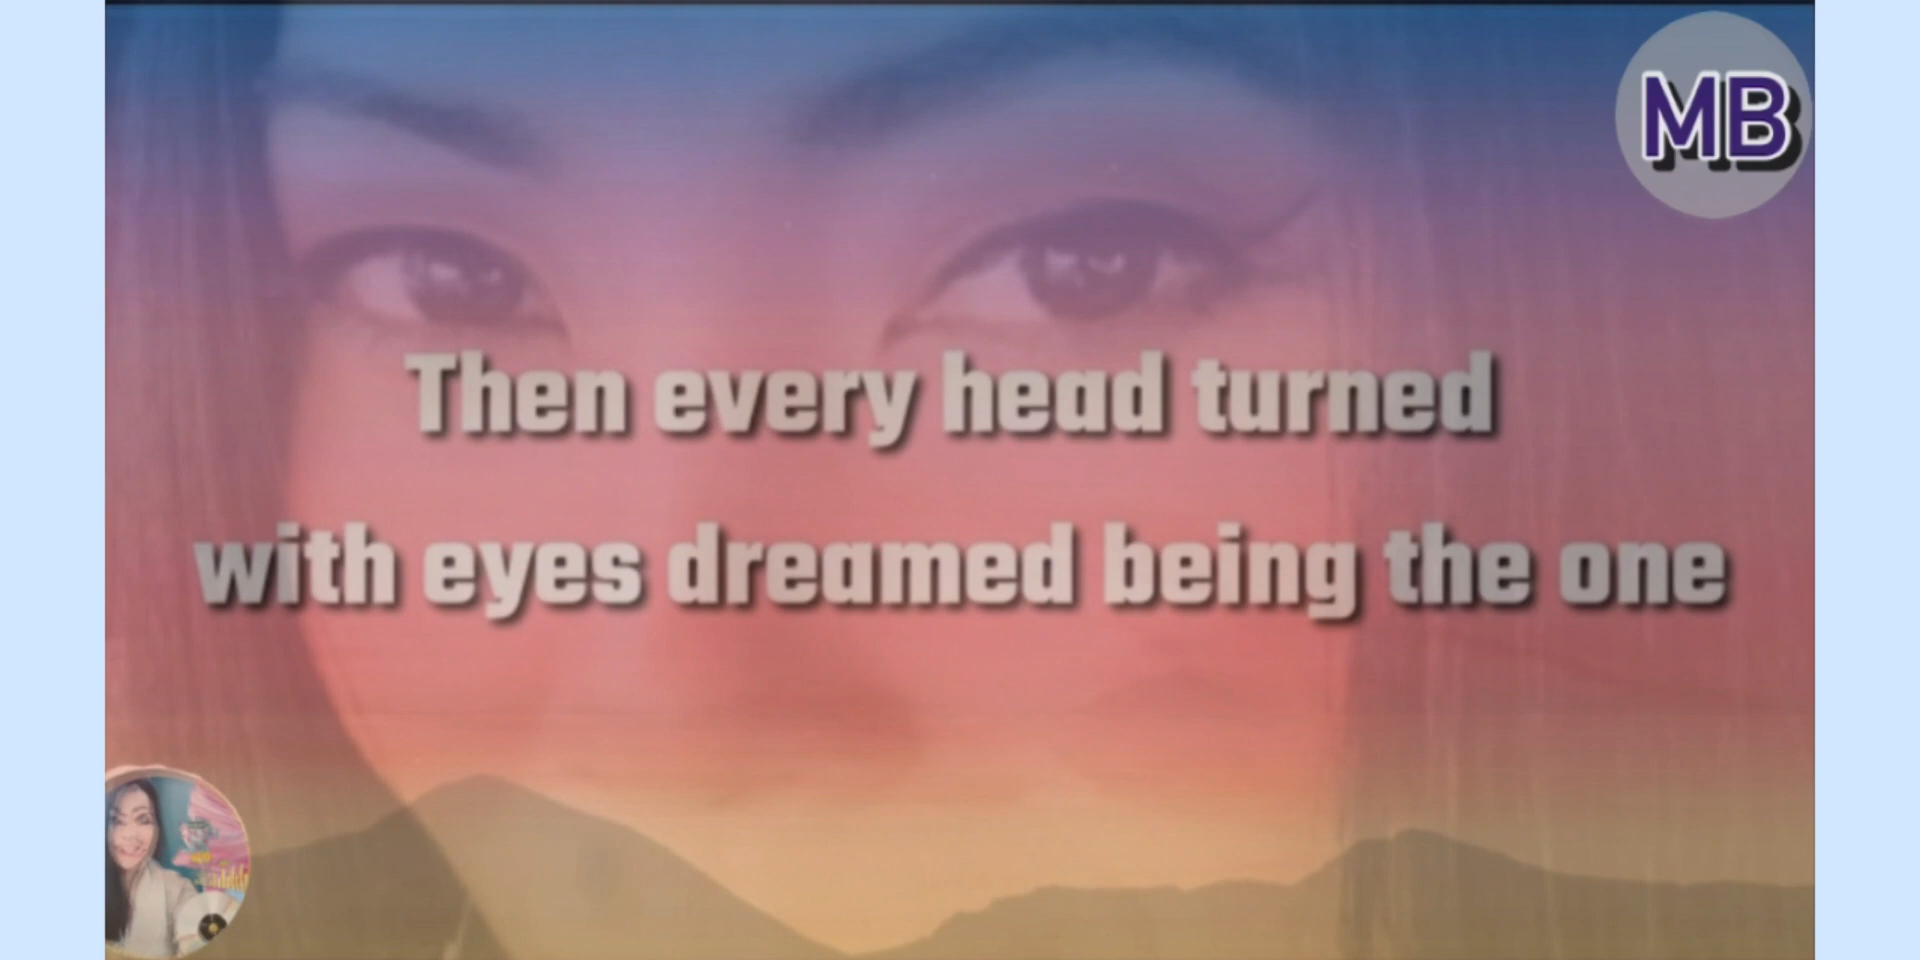 MB
Then every head turned
with eyes dreamed being the one